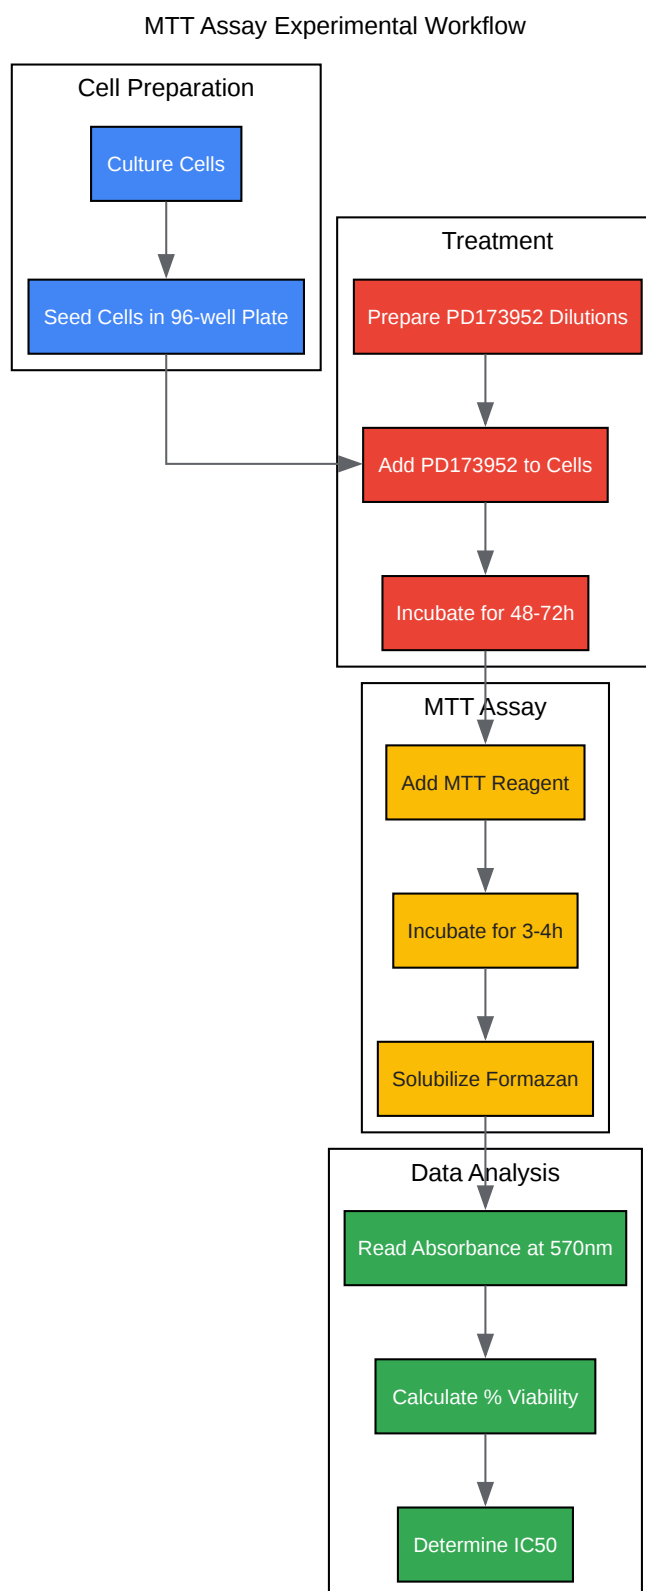 MTT Assay Experimental Workflow
Cell Preparation
Culture Cells
Seed Cells in 96-well Plate
Treatment
Prepare PD173952 Dilutions
Add PD173952 to Cells
Incubate for 48-72h
MTT Assay
Add MTT Reagent
Incubate for 3-4h
Solubilize Formazan
Data Analysis
Read Absorbance at 570nm
Calculate % Viability
Determine IC50